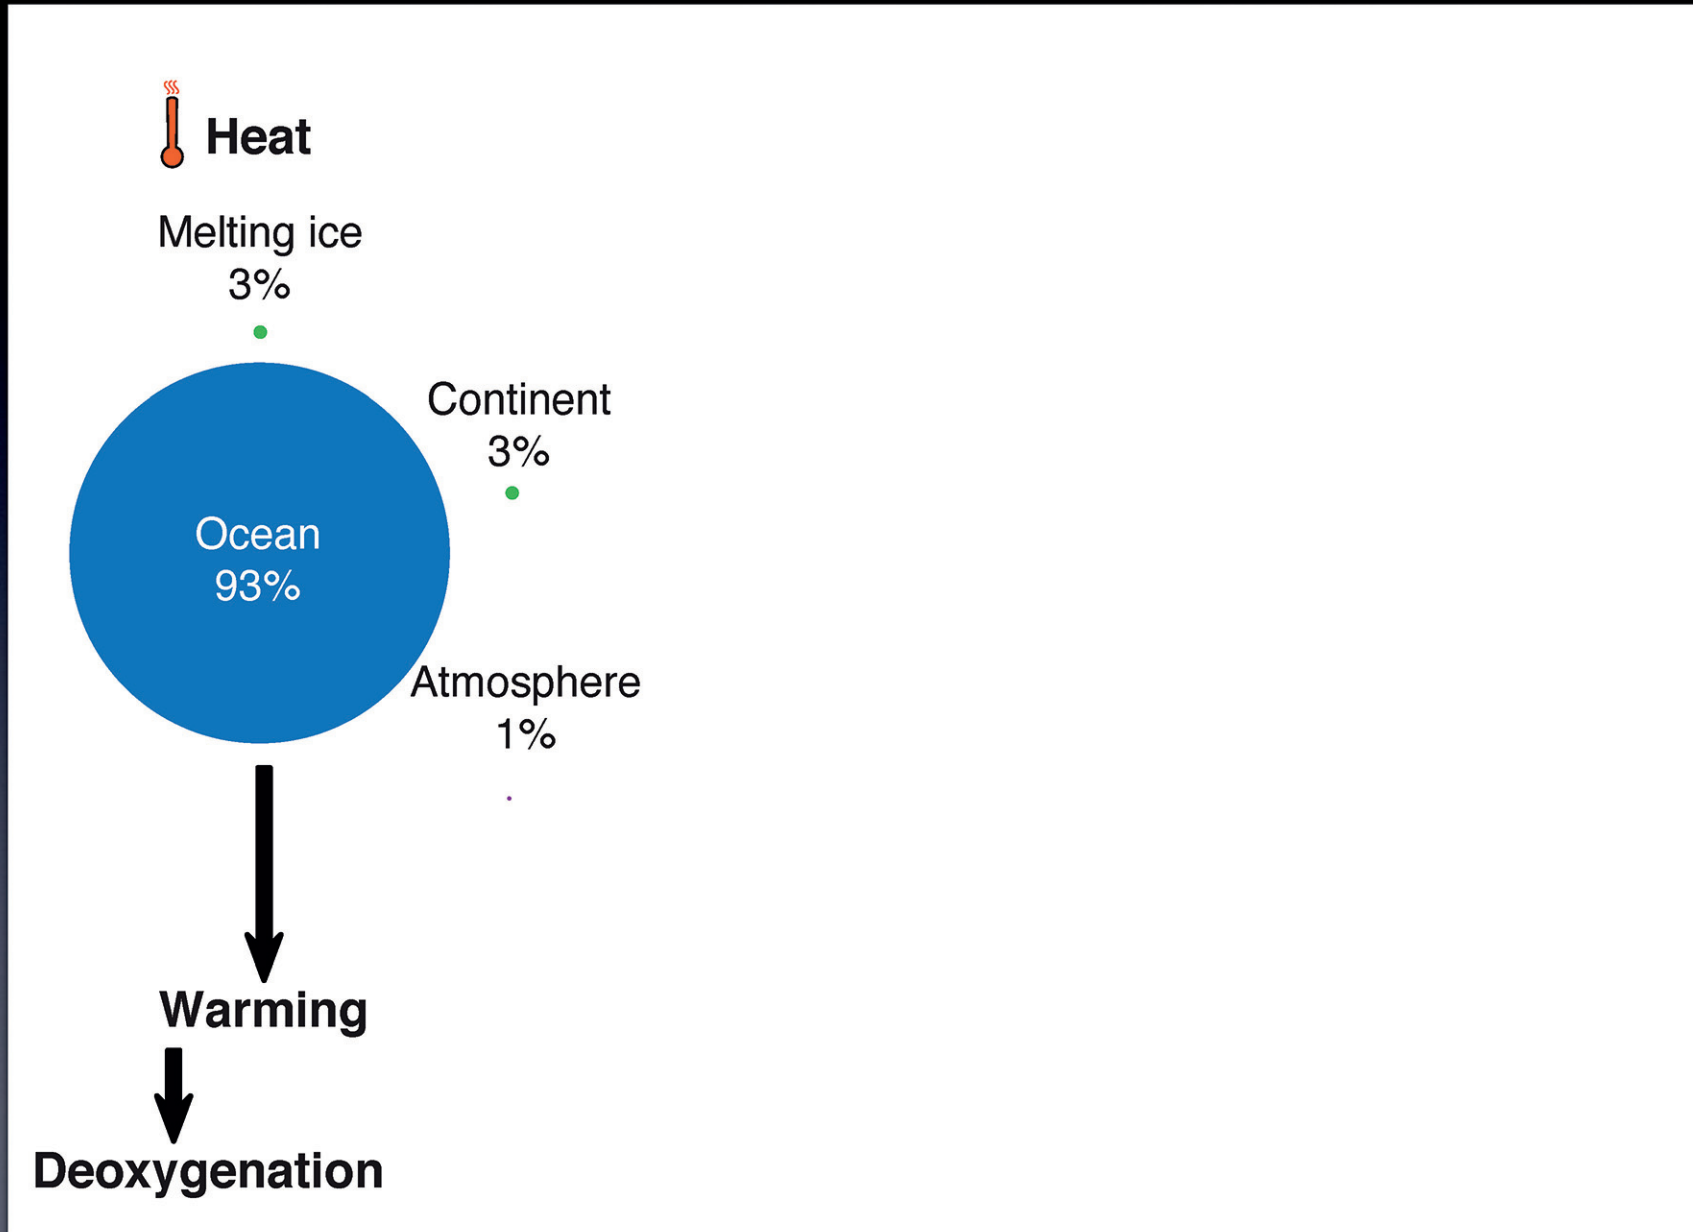 Heat
Melting ice
3%
Continent
3%
Ocean
93%
Atmosphere
1%
Warming
Deoxygenation